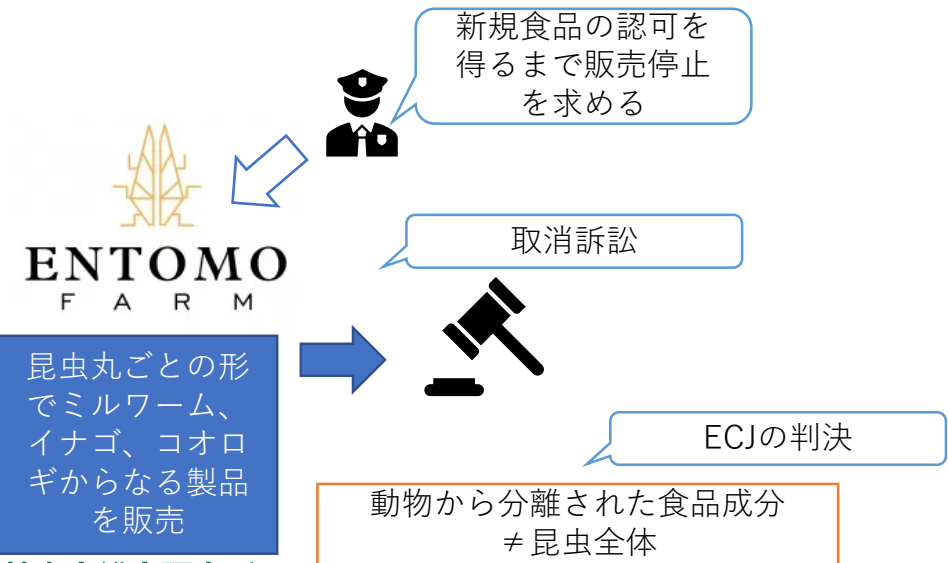 新規食品の認可を
得るまで販売停止
を求める
ENTOMO
FARM
取消訴訟
昆虫丸ごとの形
でミルワーム、
イナゴ、コオロ
ギからなる製品
を販売
ECJの判決
動物から分離された食品成分
≠昆虫全体